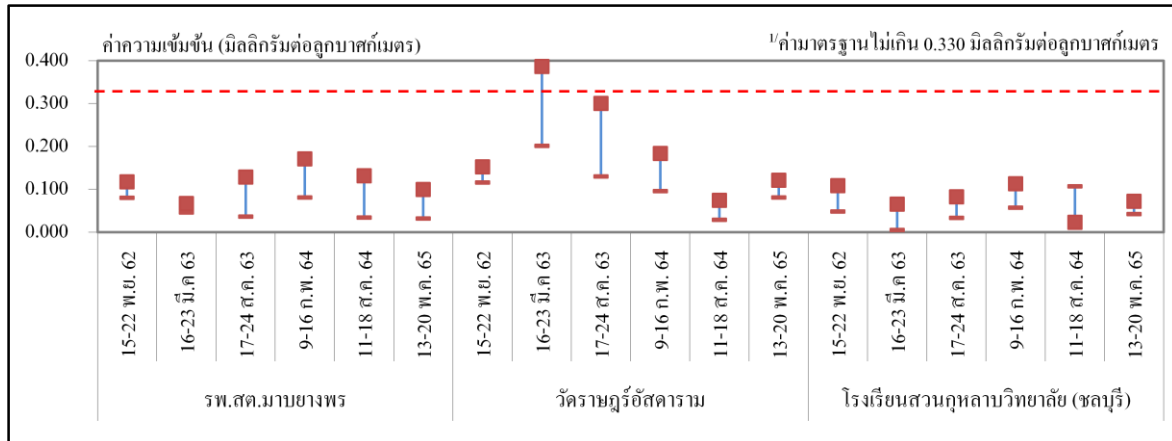 ค่าความเข้มข้น (มิลลิกรัมต่อลูกบาศก์เมตร)
1/ค่ามาตรฐานไม่เกิน 0.330 มิลลิกรัมต่อลูกบาศก์เมตร
0.400
0.300
0.200
0.100
0.000
15-22 พ.ย. 62
16-23 มี.ค 63
17-24 ส.ค. 63
9-16 ก.พ. 64
11-18 ส.ค. 64
13-20 พ.ค. 65
15-22 พ.ย. 62
16-23 มี.ค 63
17-24 ส.ค. 63
9-16 ก.พ. 64
11-18 ส.ค. 64
13-20 พ.ค. 65
15-22 พ.ย. 62
16-23 มี.ค 63
17-24 ส.ค. 63
9-16 ก.พ. 64
11-18 ส.ค. 64
13-20 พ.ค. 65
รพ.สต.มาบยางพร
วัดราษฎร์อัสดาราม
โรงเรียนสวนกุหลาบวิทยาลัย (ชลบุรี)